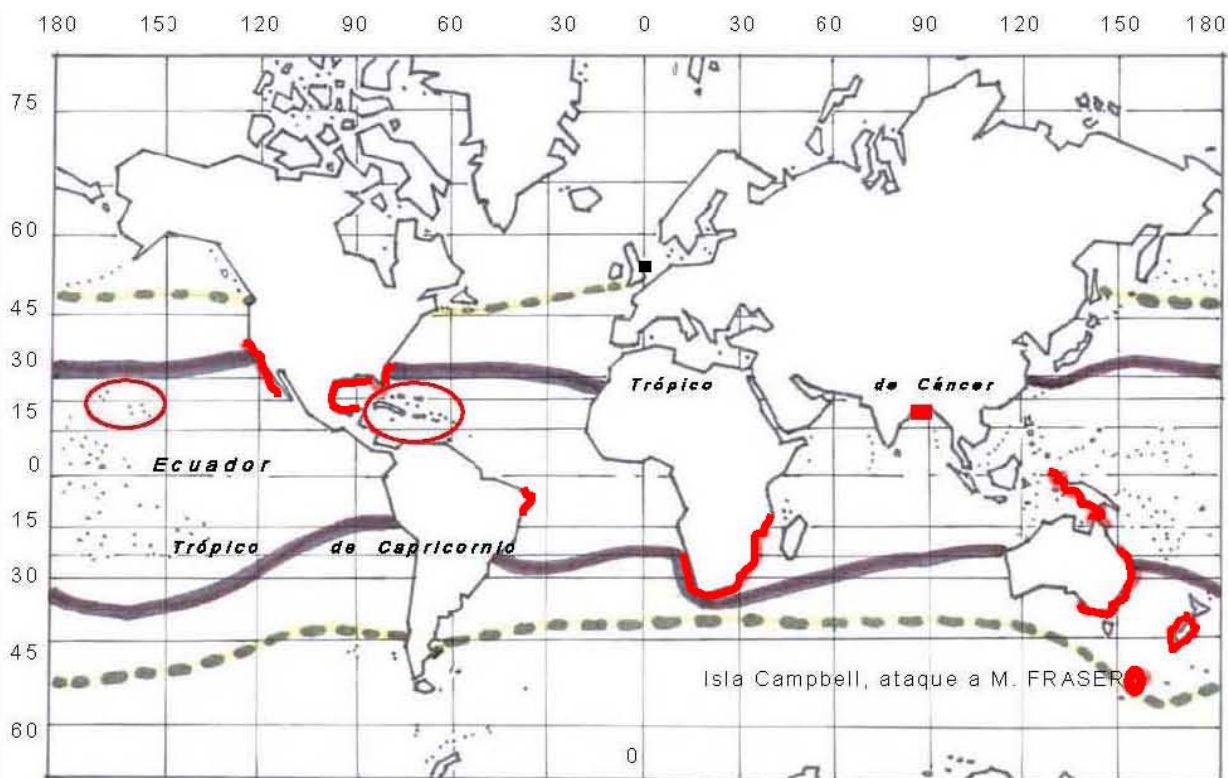 180 150 120 90 60 30 0 30 60 90 120 150 180
75
60
45
30
Trópico de Cáncer
15
0
Ecuador
15
Trópico de Capricornio
30
45
Isla Campbell, ataque a M. FRASER
60
0